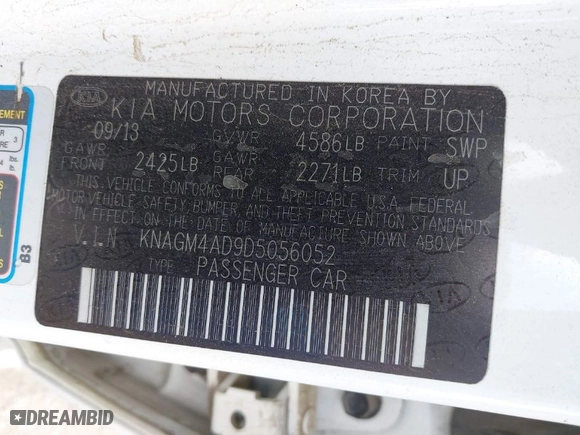 MANUFACTURED IN KOREA BY
KIA KIA MOTORS CORPORATION
09/13 GVWR 4586LB PAINT SWP
GAWR FRONT 2425LB GAWR REAR 2271LB TRIM UP
THIS VEHICLE CONFORMS TO ALL APPLICABLE U.S.A. FEDERAL
MOTOR VEHICLE SAFETY, BUMPER, AND THEFT PREVENTION STANDARDS
IN EFFECT ON THE DATE OF MANUFACTURE SHOWN ABOVE.
V.I.N KNAGM4AD9D5056052
TYPE PASSENGER CAR
B3
DREAMBID